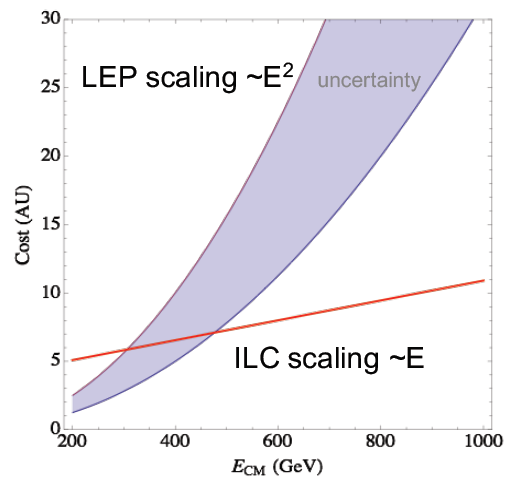 30
25
20
15
10
5
0
Cost (AU)
LEP scaling ~E²
uncertainty
ILC scaling ~E
200 400 600 800 1000
E_CM (GeV)